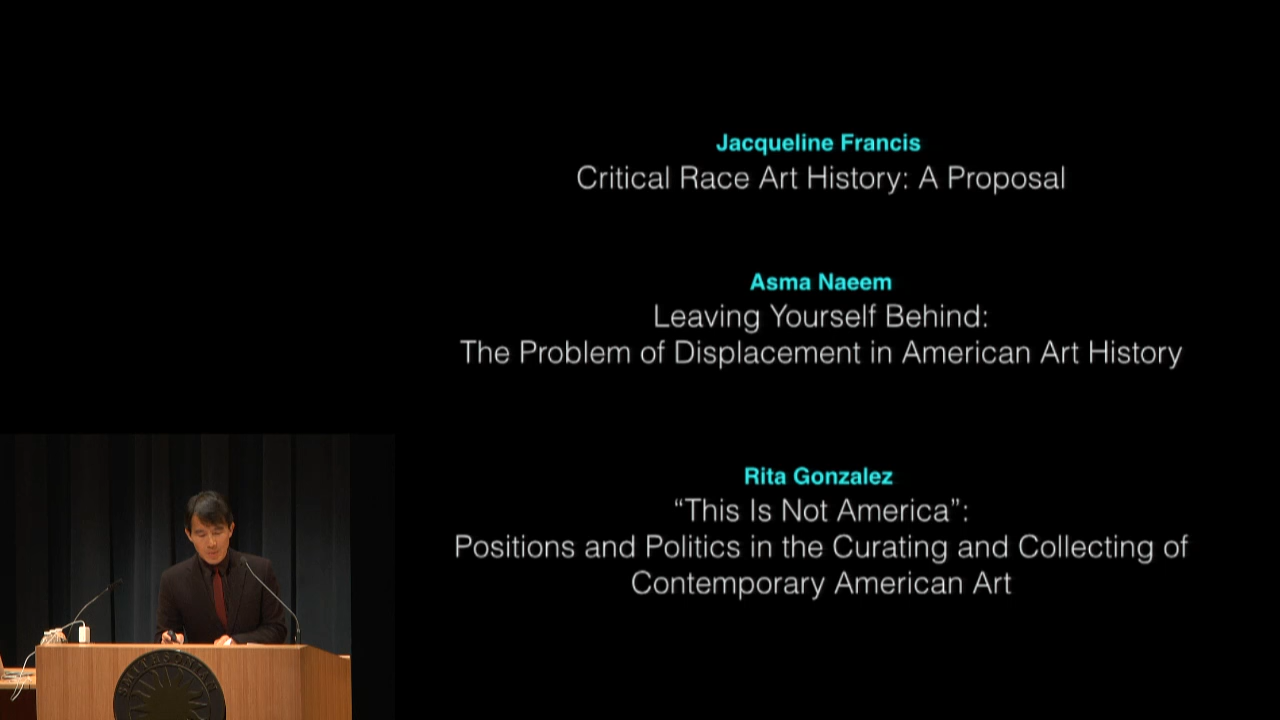 Jacqueline Francis
Critical Race Art History: A Proposal
Asma Naeem
Leaving Yourself Behind:
The Problem of Displacement in American Art History
Rita Gonzalez
“This Is Not America”:
Positions and Politics in the Curating and Collecting of
Contemporary American Art
SMITHSONIAN